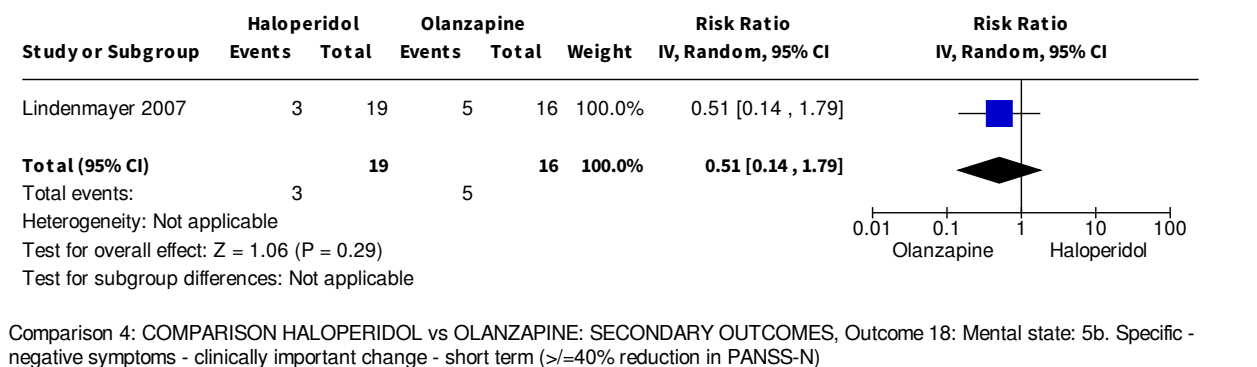 Haloperidol Olanzapine Risk Ratio Risk Ratio
Study or Subgroup Events Total Events Total Weight IV, Random, 95% CI IV, Random, 95% CI
Lindenmayer 2007 3 19 5 16 100.0% 0.51 [0.14 , 1.79]
Total (95% CI) 19 16 100.0% 0.51 [0.14 , 1.79]
Total events: 3 5
Heterogeneity: Not applicable
0.01 0.1 1 10 100
Test for overall effect: Z = 1.06 (P = 0.29) Olanzapine Haloperidol
Test for subgroup differences: Not applicable
Comparison 4: COMPARISON HALOPERIDOL vs OLANZAPINE: SECONDARY OUTCOMES, Outcome 18: Mental state: 5b. Specific -
negative symptoms - clinically important change - short term (>/=40% reduction in PANSS-N)